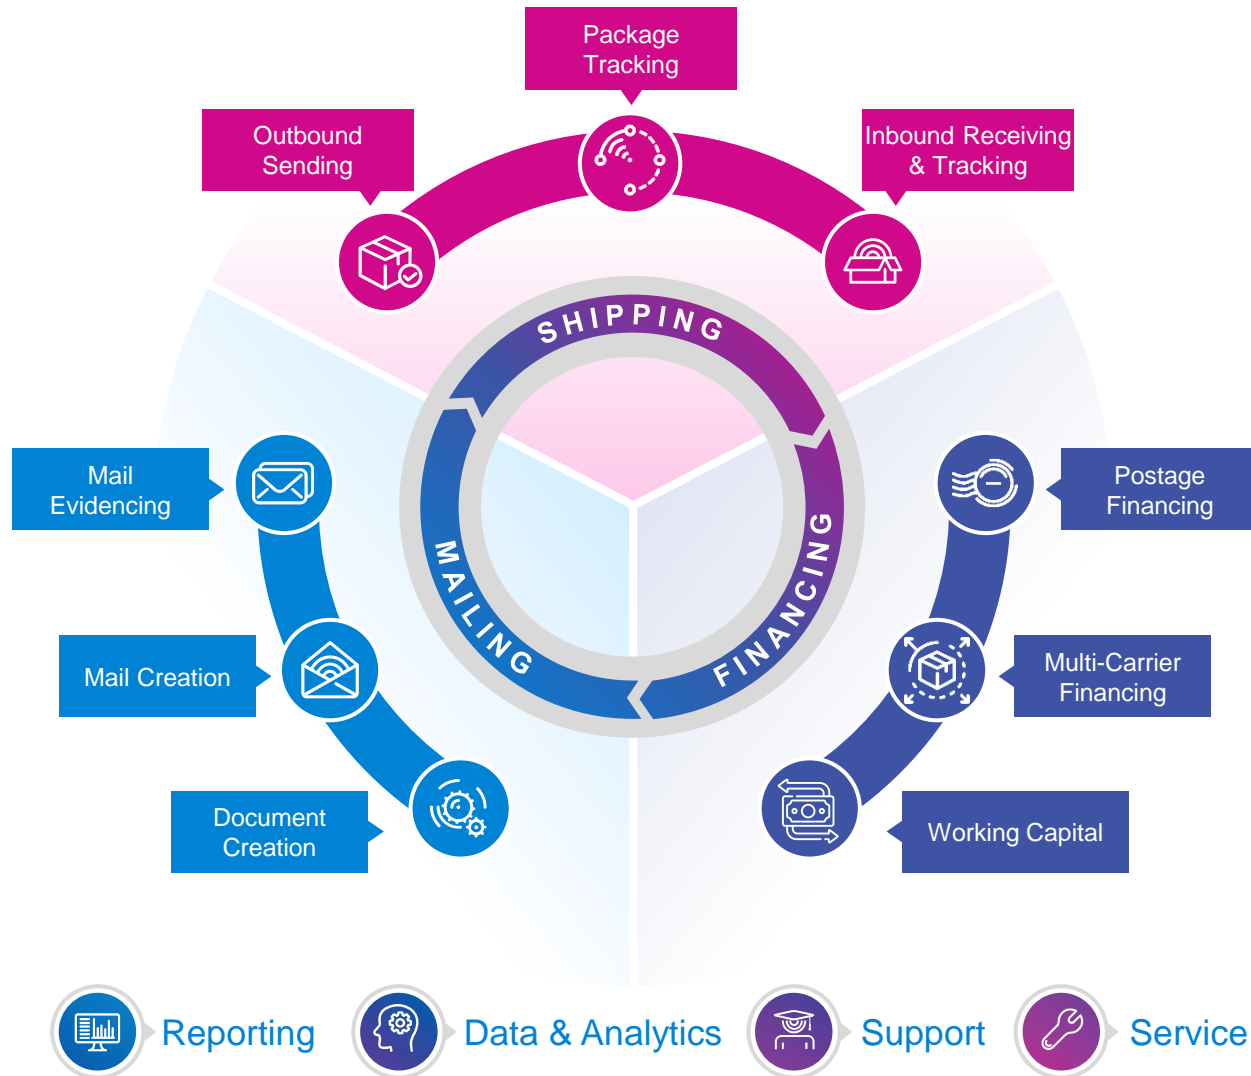 Package
Tracking
Outbound
Sending
Inbound Receiving
& Tracking
SHIPPING
Mail
Evidencing
Postage
Financing
MAILING
FINANCING
Mail Creation
Multi-Carrier
Financing
Document
Creation
Working Capital
Reporting
Data & Analytics
Support
Service